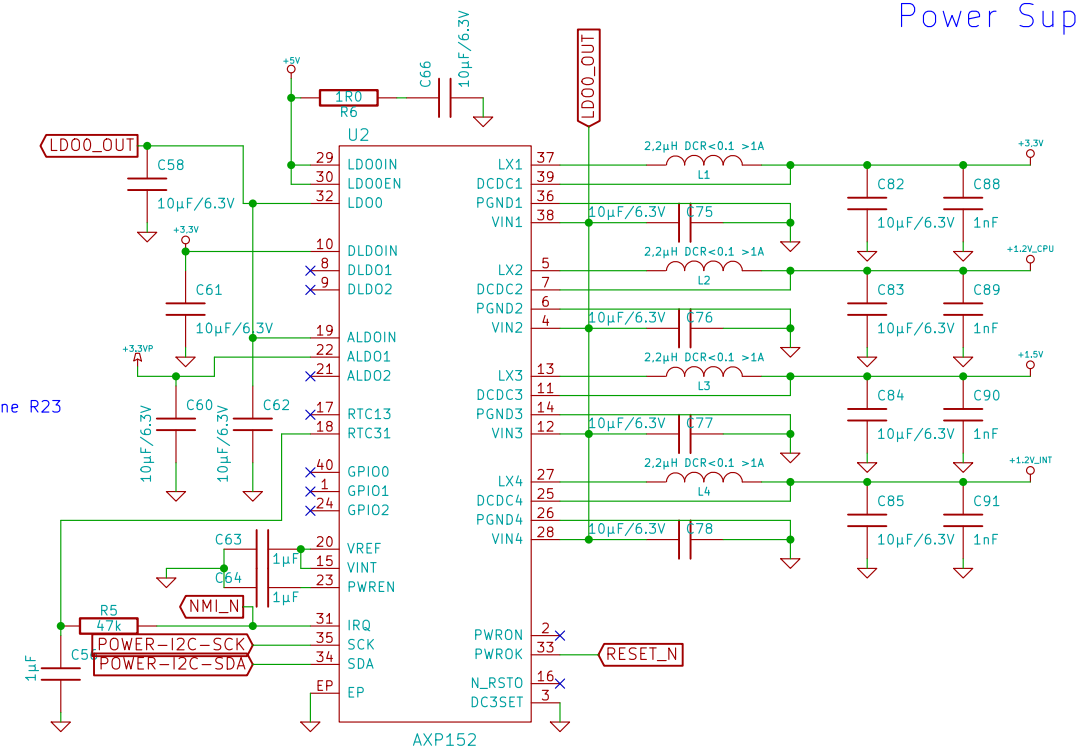 Power Sup
+5V
1R0
R6
C66
10µF/6.3V
LDO0_OUT
LDO0_OUT
C58
10µF/6.3V
+3,3V
C61
10µF/6.3V
+3,3VP
ne R23
C60
10µF/6.3V
C62
10µF/6.3V
C63
1µF
C64
1µF
NMI_N
R5
47k
POWER-I2C-SCK
POWER-I2C-SDA
1µF
U2
29 LDO0IN
30 LDO0EN
32 LDO0
10 DLDOIN
8 DLDO1
9 DLDO2
19 ALDOIN
22 ALDO1
21 ALDO2
17 RTC13
18 RTC31
40 GPIO0
1 GPIO1
24 GPIO2
20 VREF
15 VINT
23 PWREN
31 IRQ
35 SCK
34 SDA
EP EP
LX1 37
DCDC1 39
PGND1 36
VIN1 38
LX2 5
DCDC2 7
PGND2 6
VIN2 4
LX3 13
DCDC3 11
PGND3 14
VIN3 12
LX4 27
DCDC4 25
PGND4 26
VIN4 28
PWRON 2
PWROK 33
N_RSTO 16
DC3SET 3
AXP152
RESET_N
2,2µH DCR<0.1 >1A
L1
10µF/6.3V C75
+3,3V
C82
10µF/6.3V
C88
1nF
2,2µH DCR<0.1 >1A
L2
10µF/6.3V C76
+1.2V_CPU
C83
10µF/6.3V
C89
1nF
2,2µH DCR<0.1 >1A
L3
10µF/6.3V C77
+1.5V
C84
10µF/6.3V
C90
1nF
2,2µH DCR<0.1 >1A
L4
10µF/6.3V C78
+1.2V_INT
C85
10µF/6.3V
C91
1nF